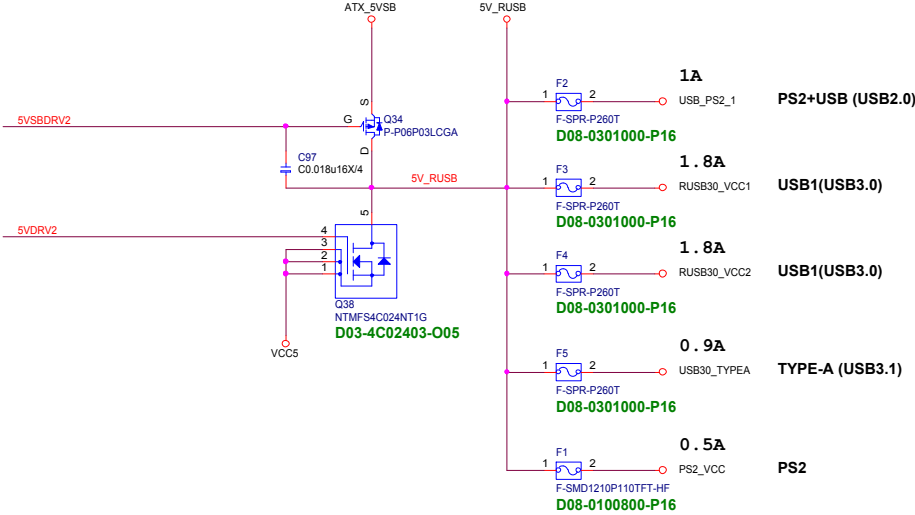 ATX_5VSB
5V_RUSB
5VSBDRV2
G
S
D
Q34
P-P06P03LCGA
C97
C0.018u16X/4
5V_RUSB
5VDRV2
5
4
3
2
1
Q38
NTMFS4C024NT1G
D03-4C02403-O05
VCC5
F2
1
2
F-SPR-P260T
D08-0301000-P16
1A
USB_PS2_1
PS2+USB (USB2.0)
F3
1
2
F-SPR-P260T
D08-0301000-P16
1.8A
RUSB30_VCC1
USB1(USB3.0)
F4
1
2
F-SPR-P260T
D08-0301000-P16
1.8A
RUSB30_VCC2
USB1(USB3.0)
F5
1
2
F-SPR-P260T
D08-0301000-P16
0.9A
USB30_TYPEA
TYPE-A (USB3.1)
F1
1
2
F-SMD1210P110TFT-HF
D08-0100800-P16
0.5A
PS2_VCC
PS2